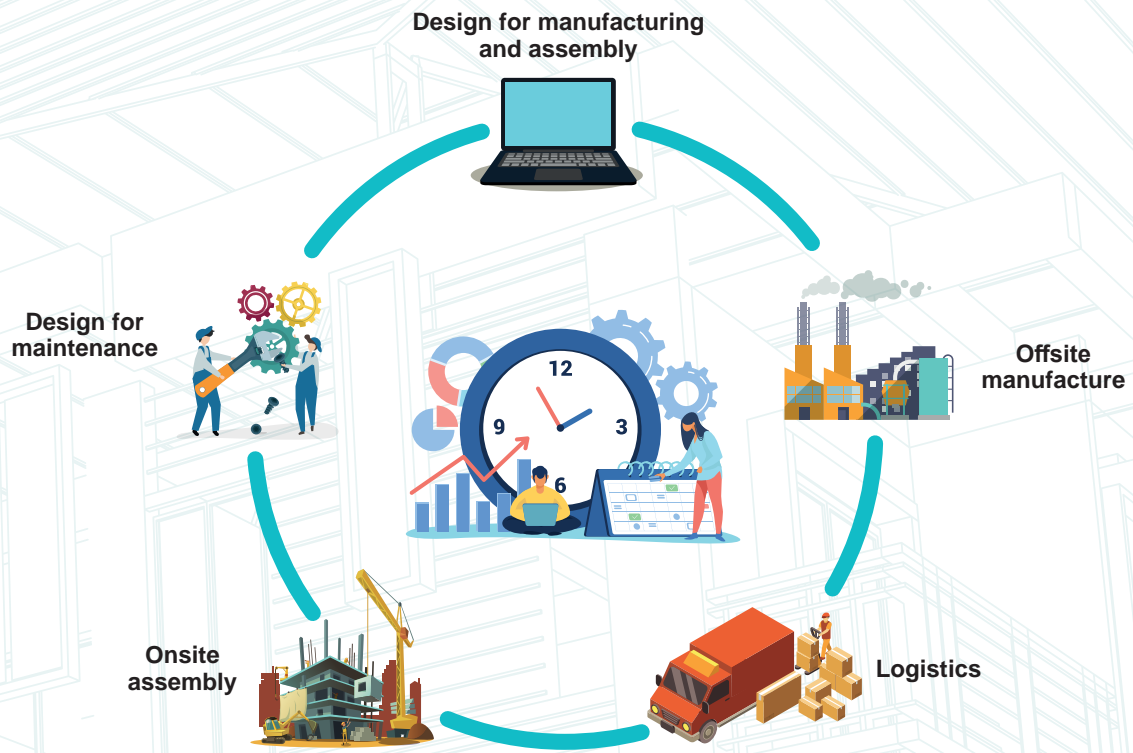 Design for manufacturing
and assembly
Design for
maintenance
Offsite
manufacture
12
9
3
6
Onsite
assembly
Logistics